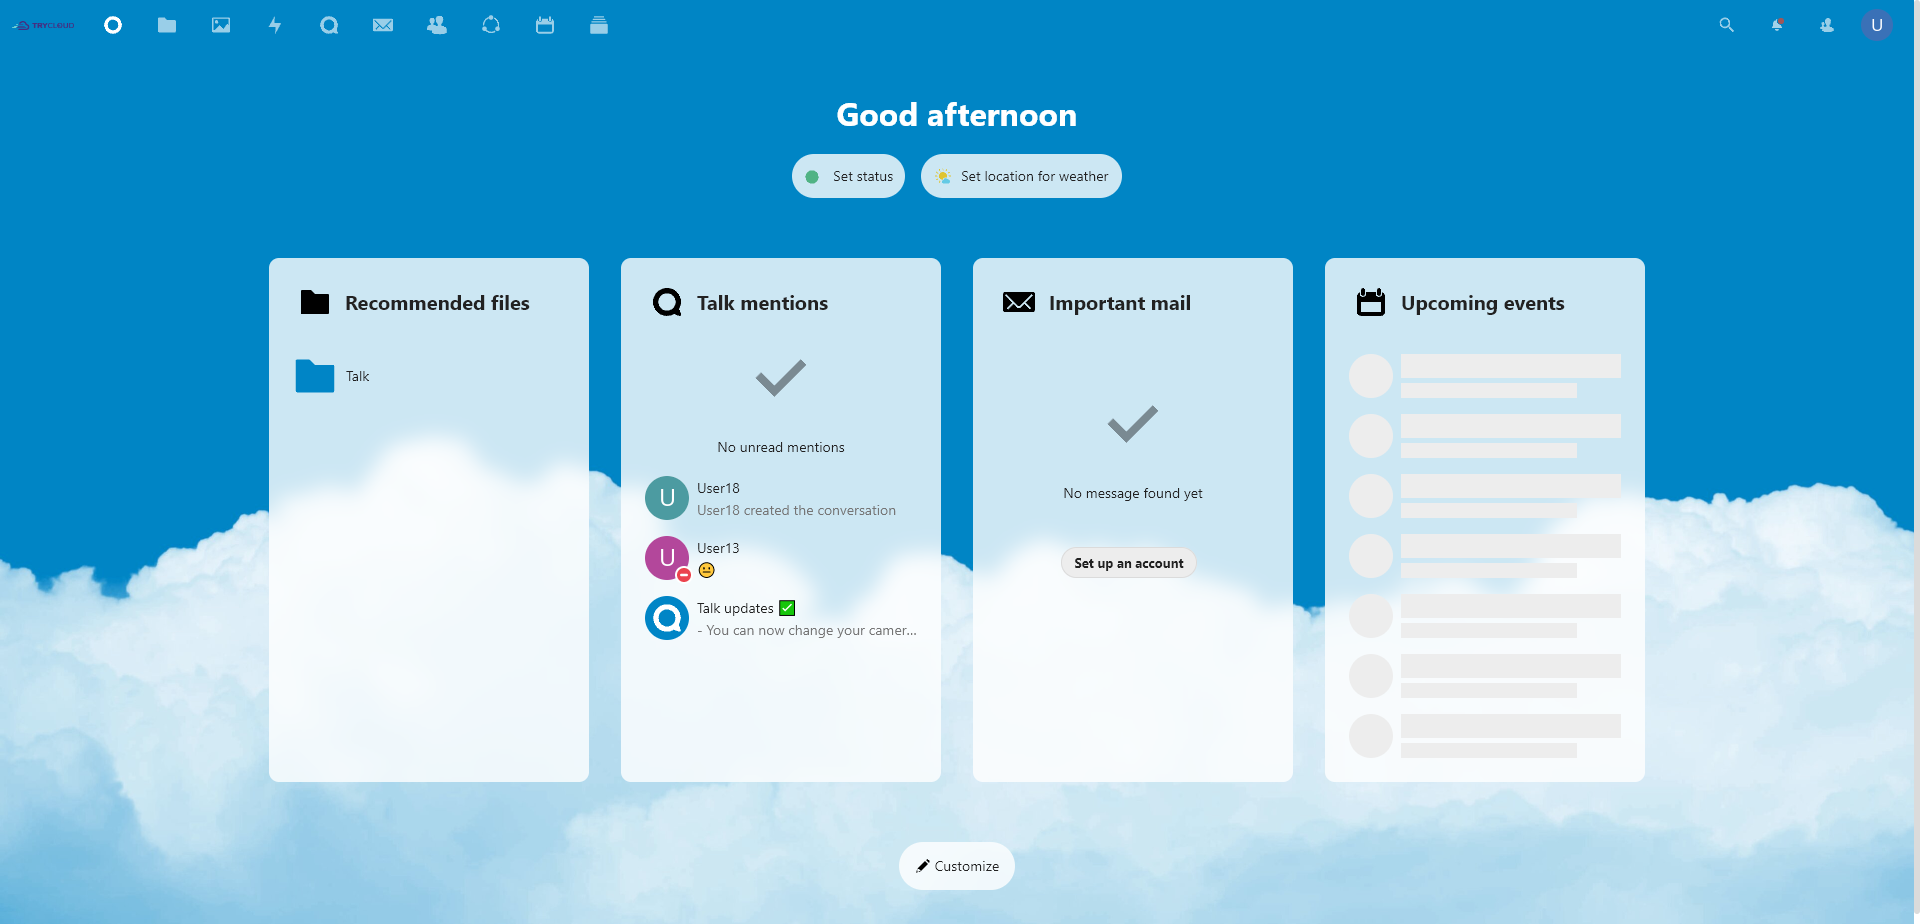 TRYCLOUD
U
Good afternoon
Set status
Set location for weather
Recommended files
Talk
Talk mentions
No unread mentions
U
User18
User18 created the conversation
U
User13
Talk updates ✅
- You can now change your camer...
Important mail
No message found yet
Set up an account
Upcoming events
Customize